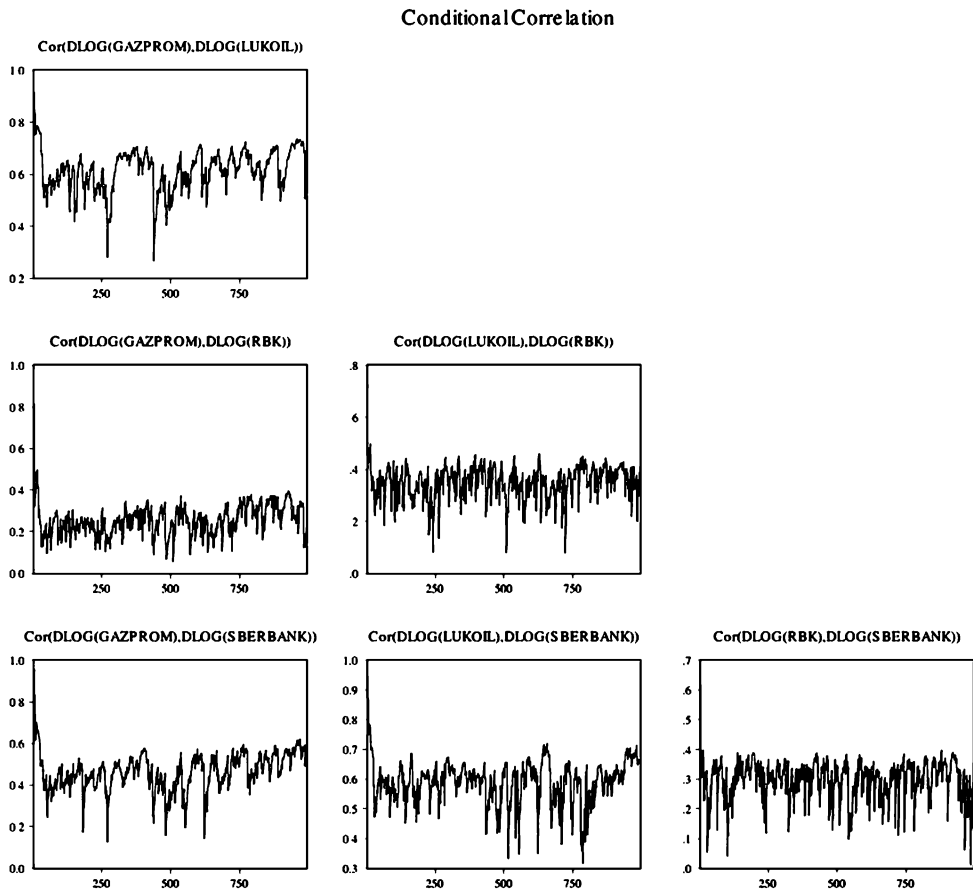 Conditional Correlation
Cor(DLOG(GAZPROM),DLOG(LUKOIL))
1 0
0 8
0 6
0 4
0 2
250 500 750
Cor(DLOG(GAZPROM),DLOG(RBK))
1.0
0 8
0 6
0 4
0.2
0.0
250 500 750
Cor(DLOG(LUKOIL),DLOG(RBK))
.8
6
.4
2
.0
250 500 750
Cor(DLOG(GAZPROM),DLOG(SBERBANK))
1.0
0 8
0.6
0.4
0 2
0.0
250 500 750
Cor(DLOG(LUKOIL),DLOG(SBERBANK))
1.0
0.9
0.8
0.7
0.6
0.5
0.4
0.3
250 500 750
Cor(DLOG(RBK),DLOG(SBERBANK))
.7
.6
.5
.4
.3
.2
.1
.0
250 500 750